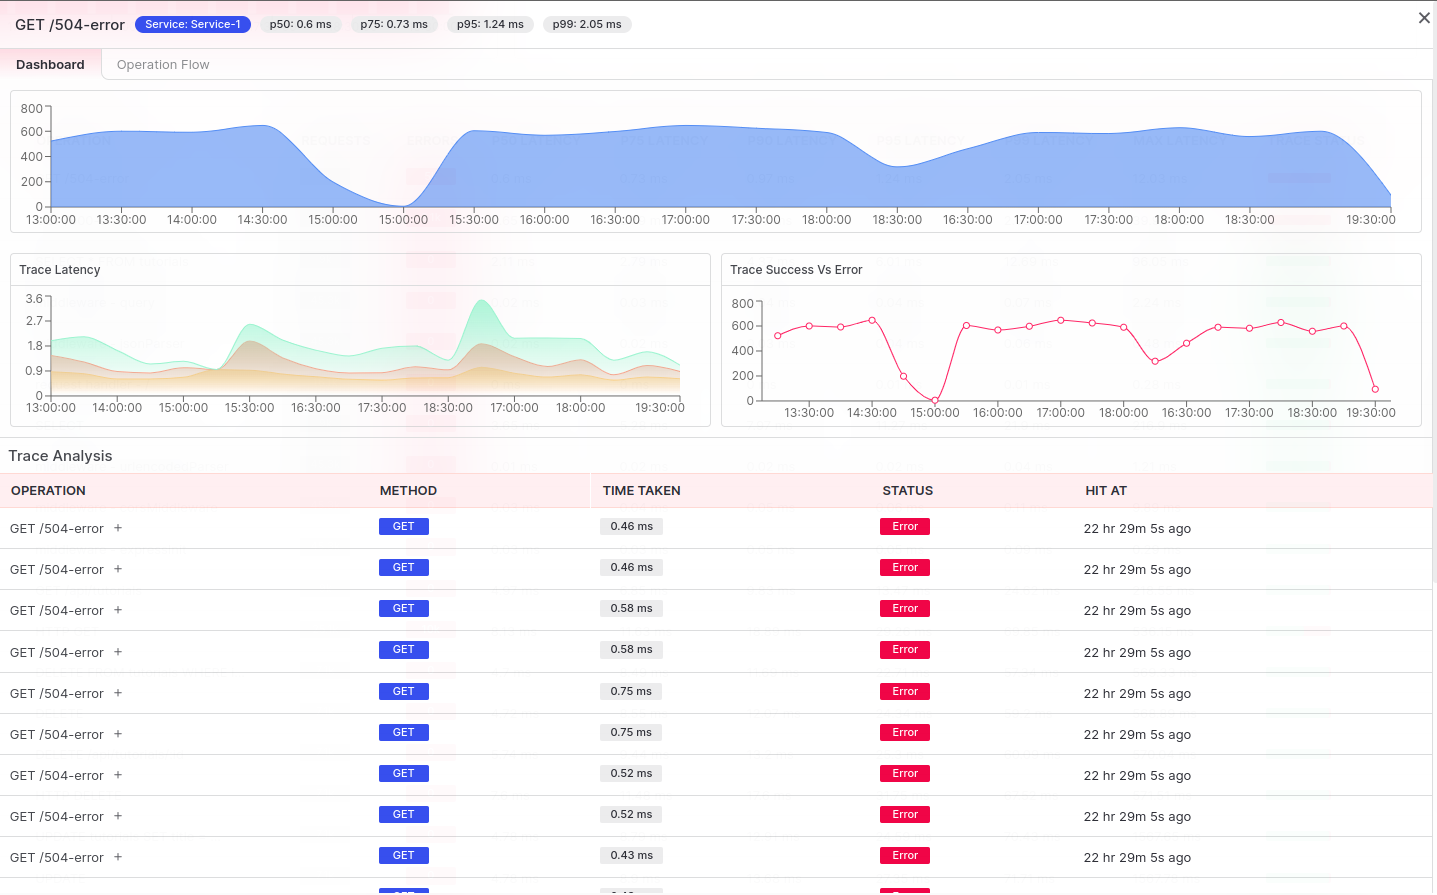 GET /504-error Service: Service-1 p50: 0.6 ms p75: 0.73 ms p95: 1.24 ms p99: 2.05 ms ×
Dashboard Operation Flow
800
600
400
200
0
13:00:00 13:30:00 14:00:00 14:30:00 15:00:00 15:00:00 15:30:00 16:00:00 16:30:00 17:00:00 17:30:00 18:00:00 18:30:00 16:30:00 17:00:00 17:30:00 18:00:00 18:30:00 19:30:00
Trace Latency
3.6
2.7
1.8
0.9
0
13:00:00 14:00:00 15:00:00 15:30:00 16:30:00 17:30:00 18:30:00 17:00:00 18:00:00 19:30:00
Trace Success Vs Error
800
600
400
200
0
13:30:00 14:30:00 15:00:00 16:00:00 17:00:00 18:00:00 16:30:00 17:30:00 18:30:00 19:30:00
Trace Analysis
OPERATION METHOD TIME TAKEN STATUS HIT AT
GET /504-error + GET 0.46 ms Error 22 hr 29m 5s ago
GET /504-error + GET 0.46 ms Error 22 hr 29m 5s ago
GET /504-error + GET 0.58 ms Error 22 hr 29m 5s ago
GET /504-error + GET 0.58 ms Error 22 hr 29m 5s ago
GET /504-error + GET 0.75 ms Error 22 hr 29m 5s ago
GET /504-error + GET 0.75 ms Error 22 hr 29m 5s ago
GET /504-error + GET 0.52 ms Error 22 hr 29m 5s ago
GET /504-error + GET 0.52 ms Error 22 hr 29m 5s ago
GET /504-error + GET 0.43 ms Error 22 hr 29m 5s ago